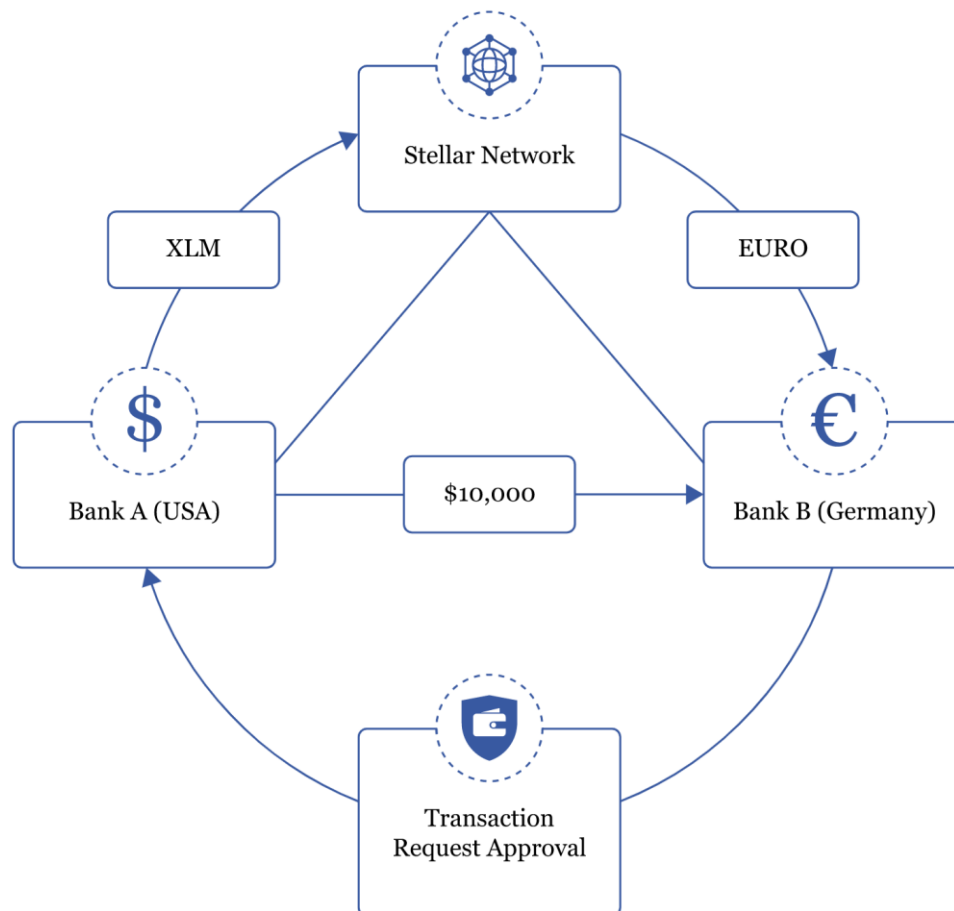 Stellar Network
XLM
EURO
$
€
Bank A (USA)
$10,000
Bank B (Germany)
Transaction
Request Approval